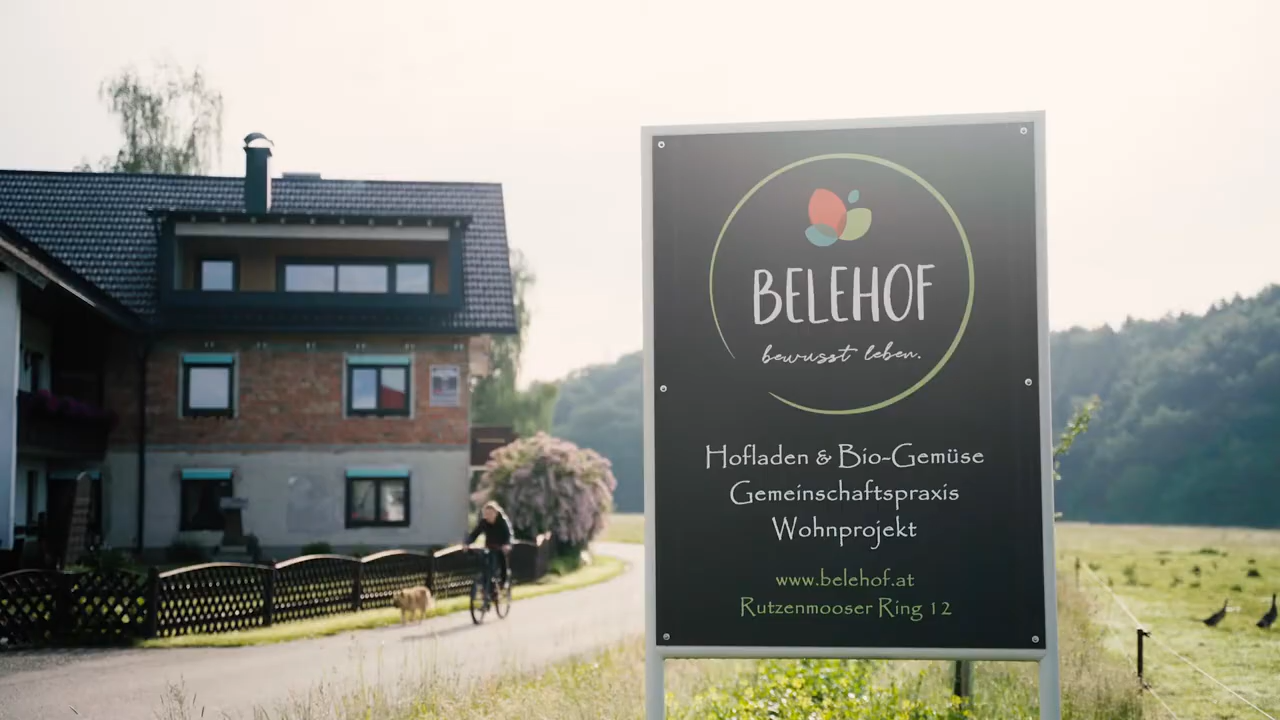 BELEHOF
bewusst leben.
Hofladen & Bio-Gemüse
Gemeinschaftspraxis
Wohnprojekt
www.belehof.at
Rutzenmooser Ring 12